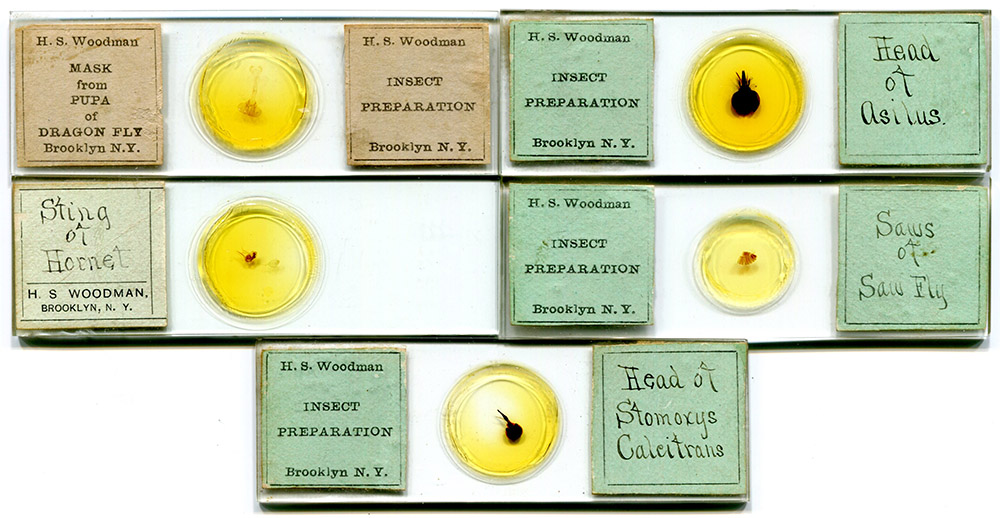 H. S. Woodman
MASK
from
PUPA
of
DRAGON FLY
Brooklyn N.Y.
H. S. Woodman
INSECT
PREPARATION
Brooklyn N. Y.
H. S. Woodman
INSECT
PREPARATION
Brooklyn N. Y.
Head
of
Asilus.
Sting
of
Hornet
H. S WOODMAN,
BROOKLYN, N. Y.
H. S. Woodman
INSECT
PREPARATION
Brooklyn N. Y.
Saws
of
Saw Fly
H. S. Woodman
INSECT
PREPARATION
Brooklyn N. Y.
Head of
Stomoxys
Calcitrans